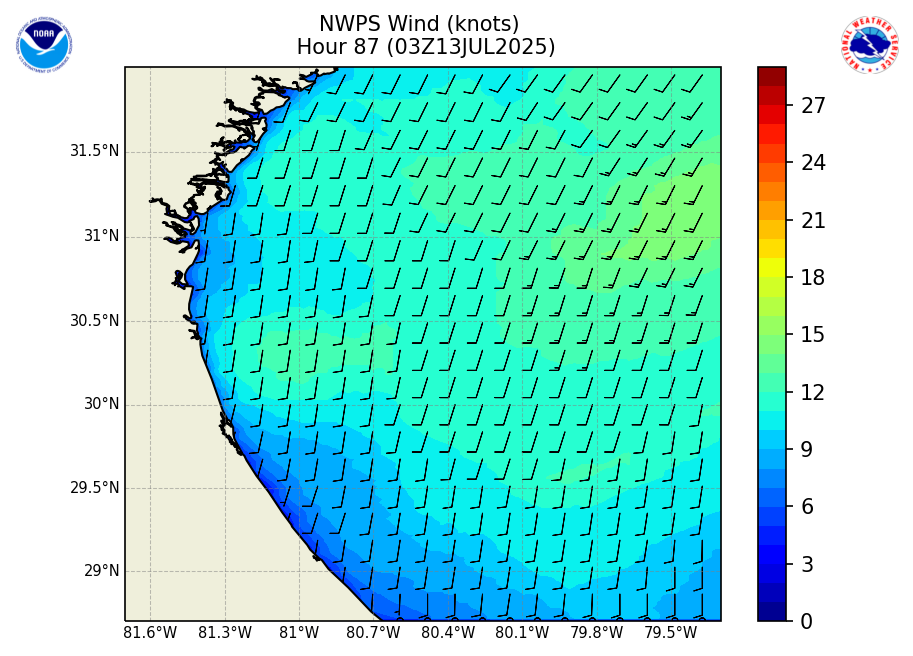 NWPS Wind (knots)
Hour 87 (03Z13JUL2025)
NOAA
NATIONAL WEATHER SERVICE
31.5°N
31°N
30.5°N
30°N
29.5°N
29°N
81.6°W 81.3°W 81°W 80.7°W 80.4°W 80.1°W 79.8°W 79.5°W
27
24
21
18
15
12
9
6
3
0